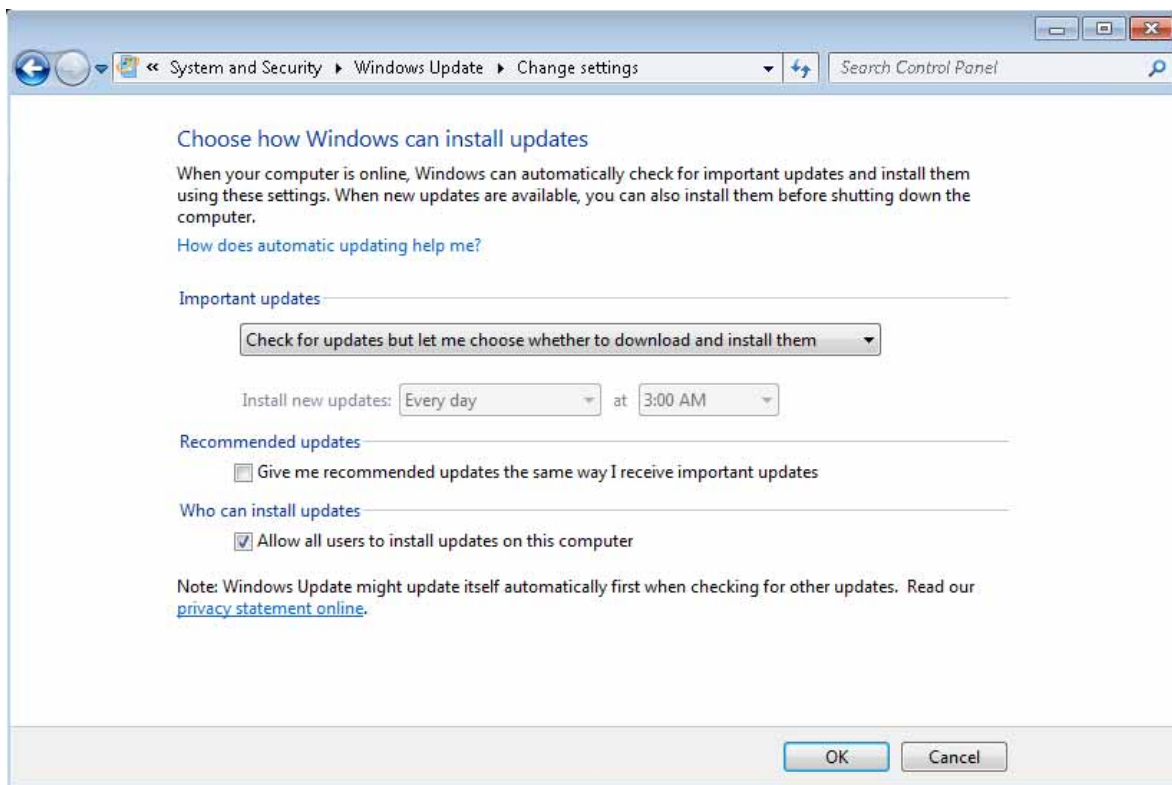 « System and Security ▸ Windows Update ▸ Change settings
Search Control Panel
Choose how Windows can install updates
When your computer is online, Windows can automatically check for important updates and install them
using these settings. When new updates are available, you can also install them before shutting down the
computer.
How does automatic updating help me?
Important updates
Check for updates but let me choose whether to download and install them
Install new updates: Every day at 3:00 AM
Recommended updates
Give me recommended updates the same way I receive important updates
Who can install updates
Allow all users to install updates on this computer
Note: Windows Update might update itself automatically first when checking for other updates. Read our
privacy statement online.
OK Cancel